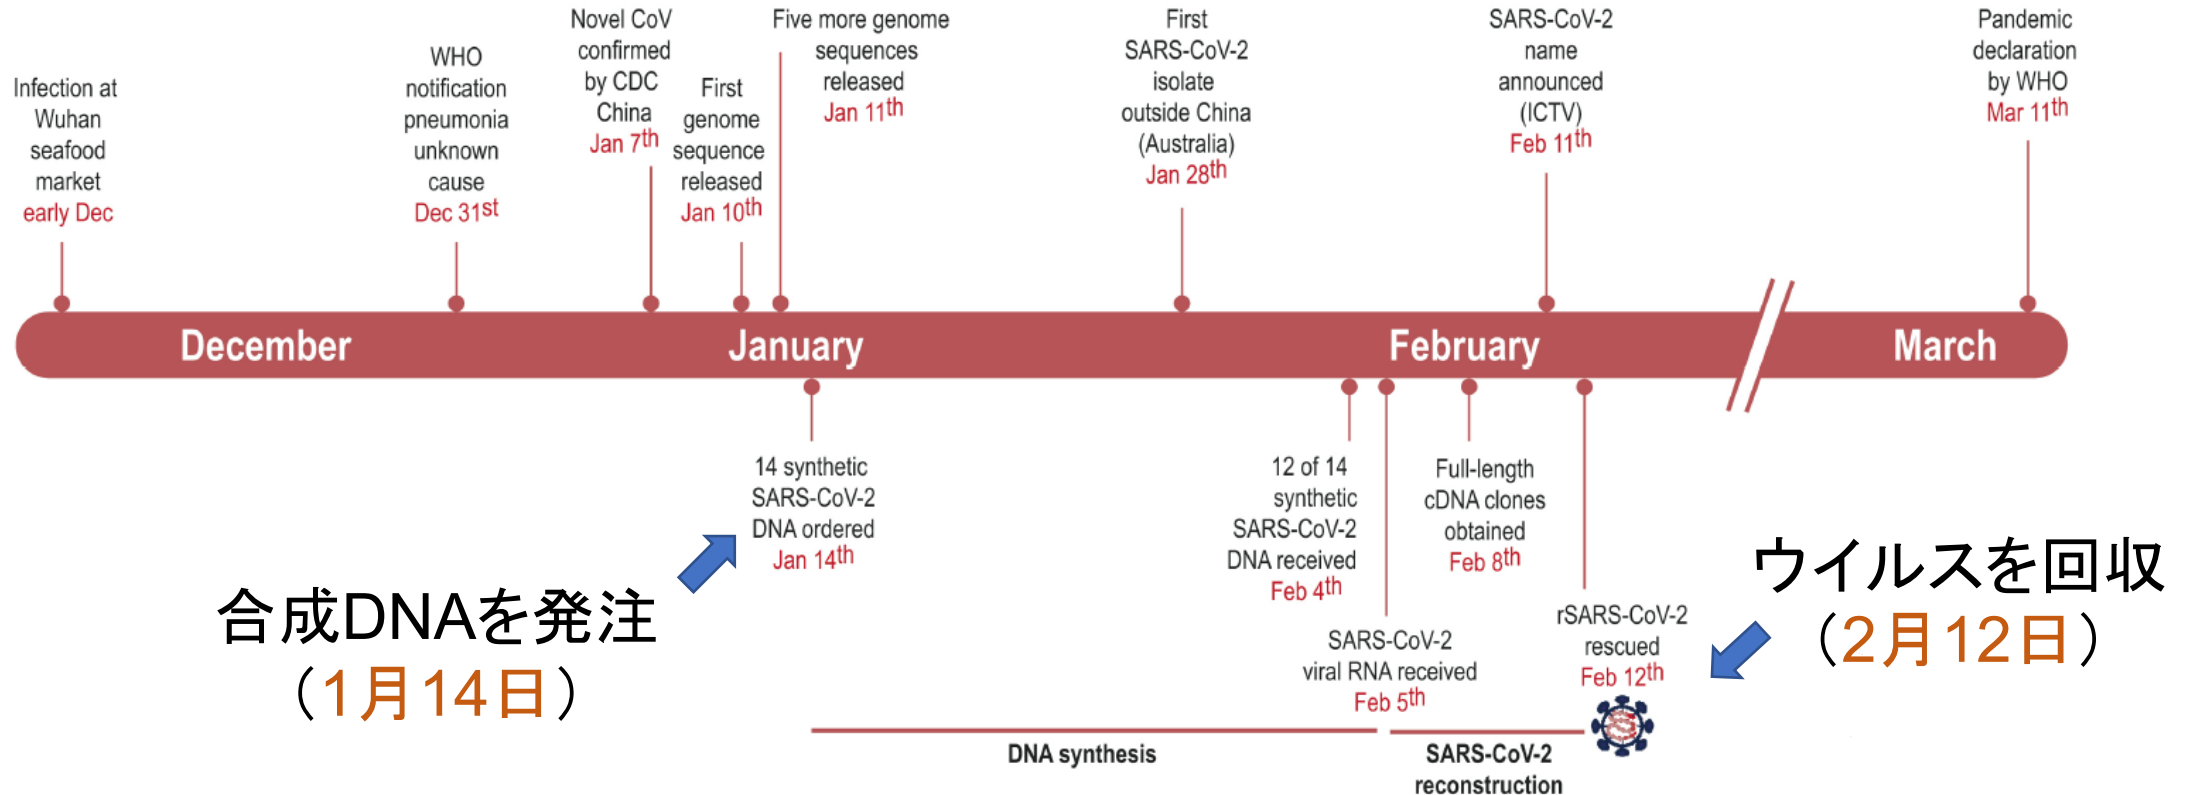 Infection at
Wuhan
seafood
market
early Dec
WHO
notification
pneumonia
unknown
cause
Dec 31st
Novel CoV
confirmed
by CDC
China
Jan 7th
First
genome
sequence
released
Jan 10th
Five more genome
sequences
released
Jan 11th
First
SARS-CoV-2
isolate
outside China
(Australia)
Jan 28th
SARS-CoV-2
name
announced
(ICTV)
Feb 11th
Pandemic
declaration
by WHO
Mar 11th
December
January
February
March
14 synthetic
SARS-CoV-2
DNA ordered
Jan 14th
12 of 14
synthetic
SARS-CoV-2
DNA received
Feb 4th
SARS-CoV-2
viral RNA received
Feb 5th
Full-length
cDNA clones
obtained
Feb 8th
rSARS-CoV-2
rescued
Feb 12th
合成DNAを発注
（1月14日）
ウイルスを回収
（2月12日）
DNA synthesis
SARS-CoV-2
reconstruction